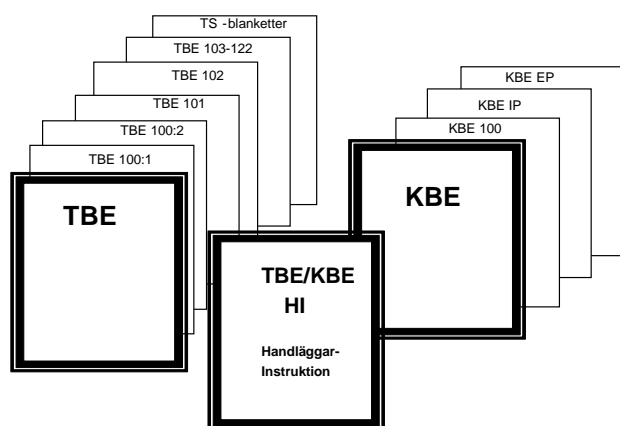 TS -blanketter
TBE 103-122
TBE 102
TBE 101
TBE 100:2
TBE 100:1
TBE
KBE EP
KBE IP
KBE 100
KBE
TBE/KBE
HI
Handläggar-
Instruktion